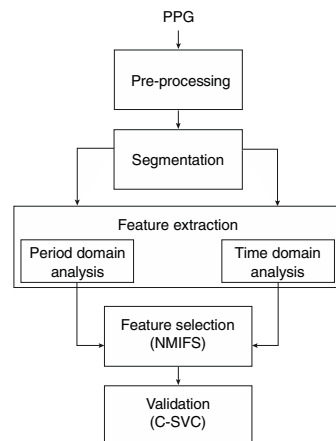 PPG
Pre-processing
Segmentation
Feature extraction
Period domain
analysis
Time domain
analysis
Feature selection
(NMIFS)
Validation
(C-SVC)